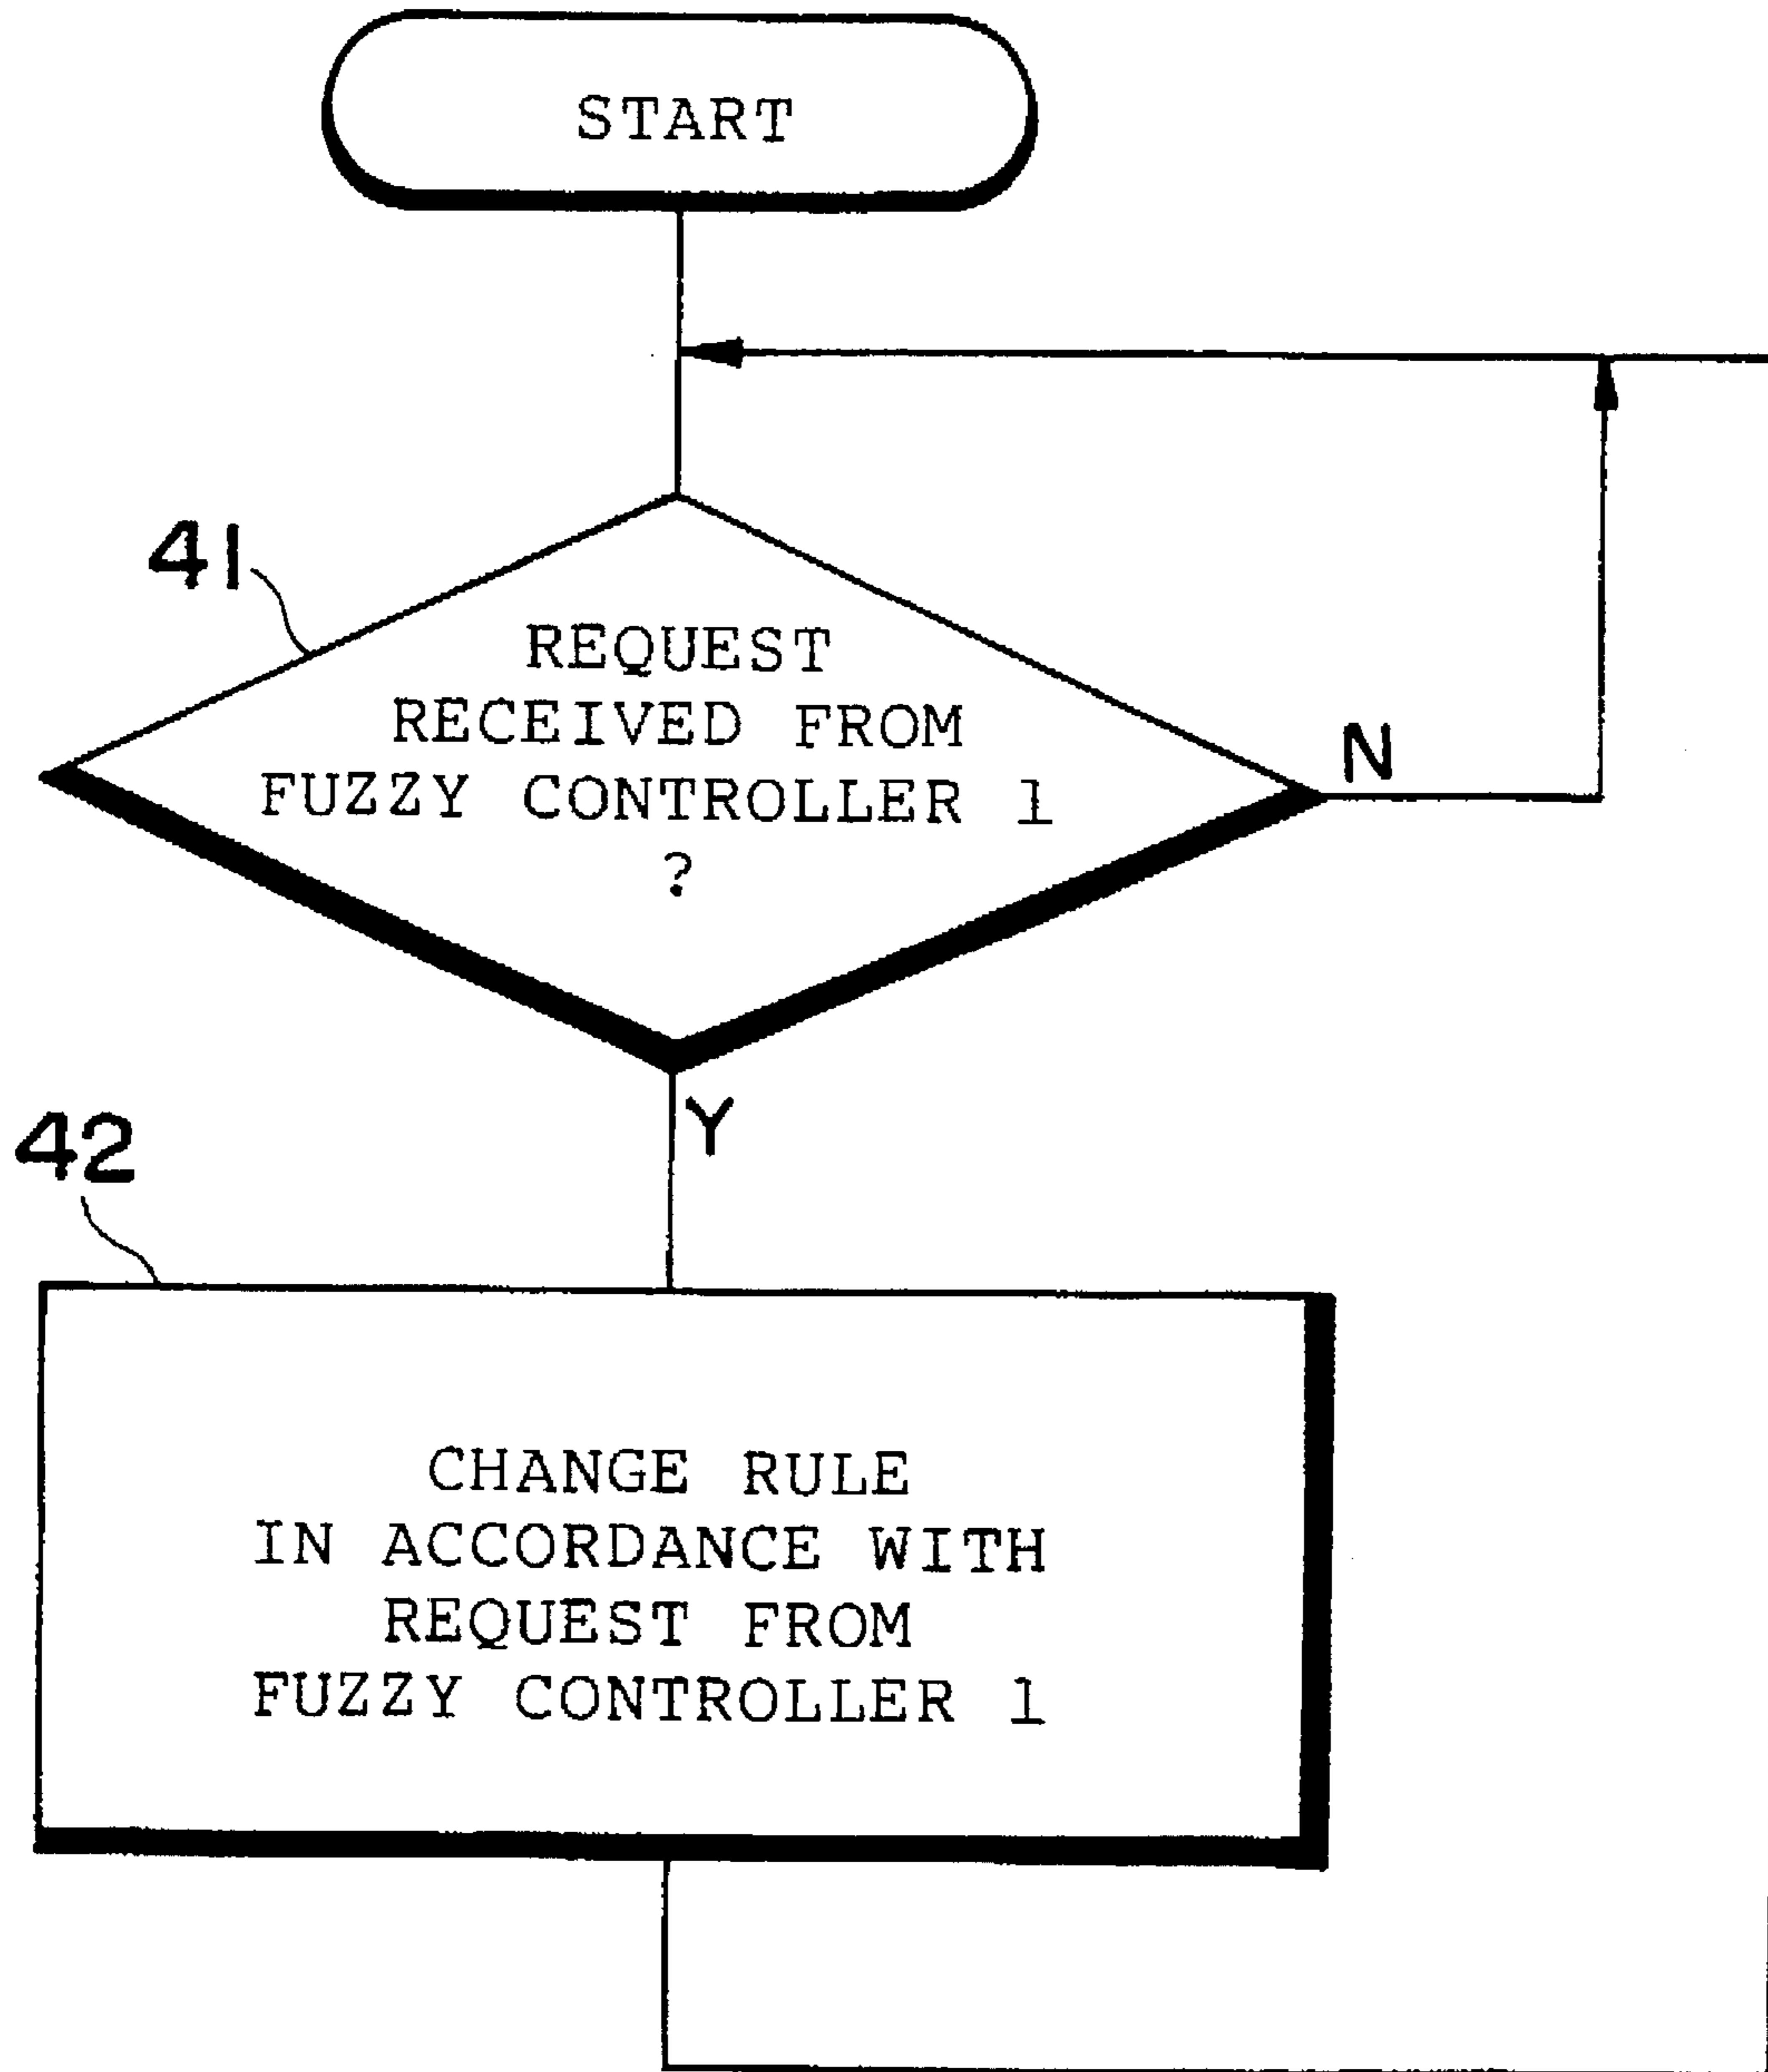 START
41
REQUEST
RECEIVED FROM
FUZZY CONTROLLER 1
?
N
Y
42
CHANGE RULE
IN ACCORDANCE WITH
REQUEST FROM
FUZZY CONTROLLER 1